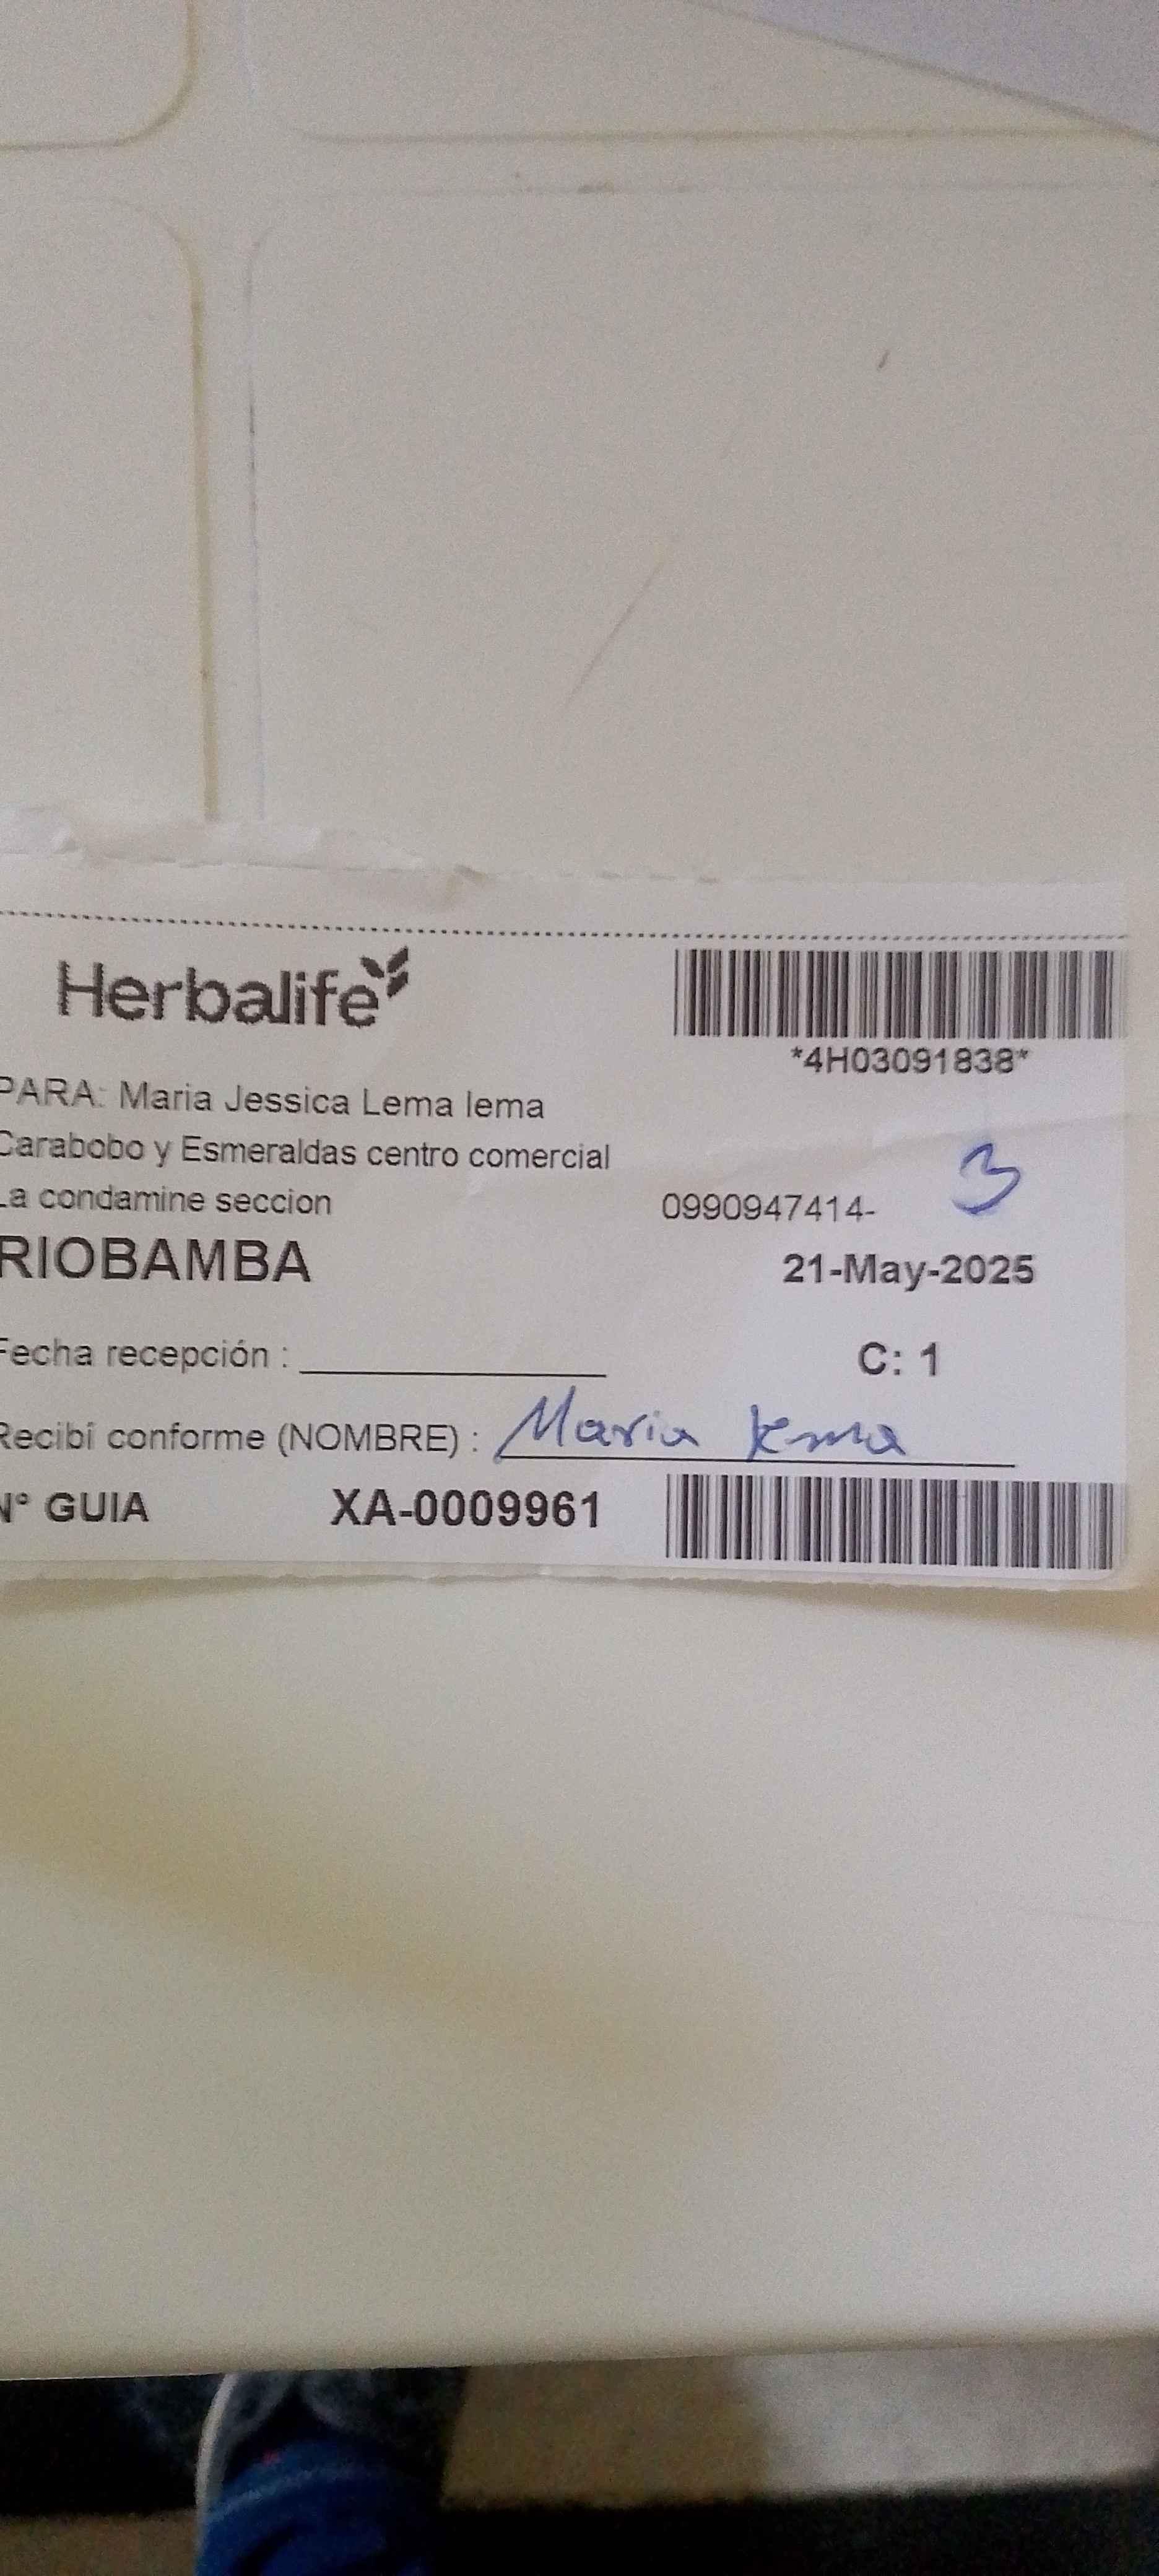 Herbalife
*4H03091838*
PARA: Maria Jessica Lema lema
Carabobo y Esmeraldas centro comercial
La condamine seccion 0990947414- 3
RIOBAMBA 21-May-2025
Fecha recepción : C: 1
Recibí conforme (NOMBRE) : Maria Lema
N° GUIA XA-0009961